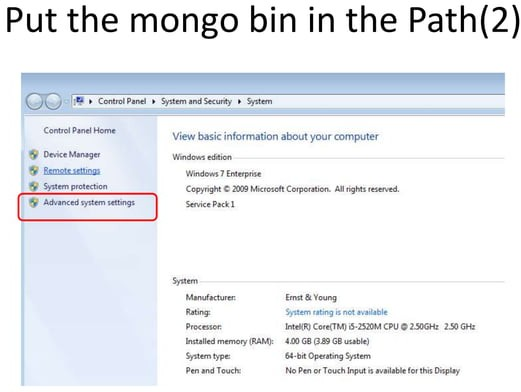 Put the mongo bin in the Path(2)
Control Panel ▸ System and Security ▸ System
Control Panel Home
Device Manager
Remote settings
System protection
Advanced system settings
View basic information about your computer
Windows edition
Windows 7 Enterprise
Copyright © 2009 Microsoft Corporation. All rights reserved.
Service Pack 1
System
Manufacturer: Ernst & Young
Rating: System rating is not available
Processor: Intel(R) Core(TM) i5-2520M CPU @ 2.50GHz 2.50 GHz
Installed memory (RAM): 4.00 GB (3.89 GB usable)
System type: 64-bit Operating System
Pen and Touch: No Pen or Touch Input is available for this Display